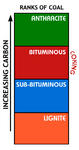 RANKS OF COAL
ANTHRACITE
BITUMINOUS
COKING
SUB-BITUMINOUS
LIGNITE
INCREASING CARBON